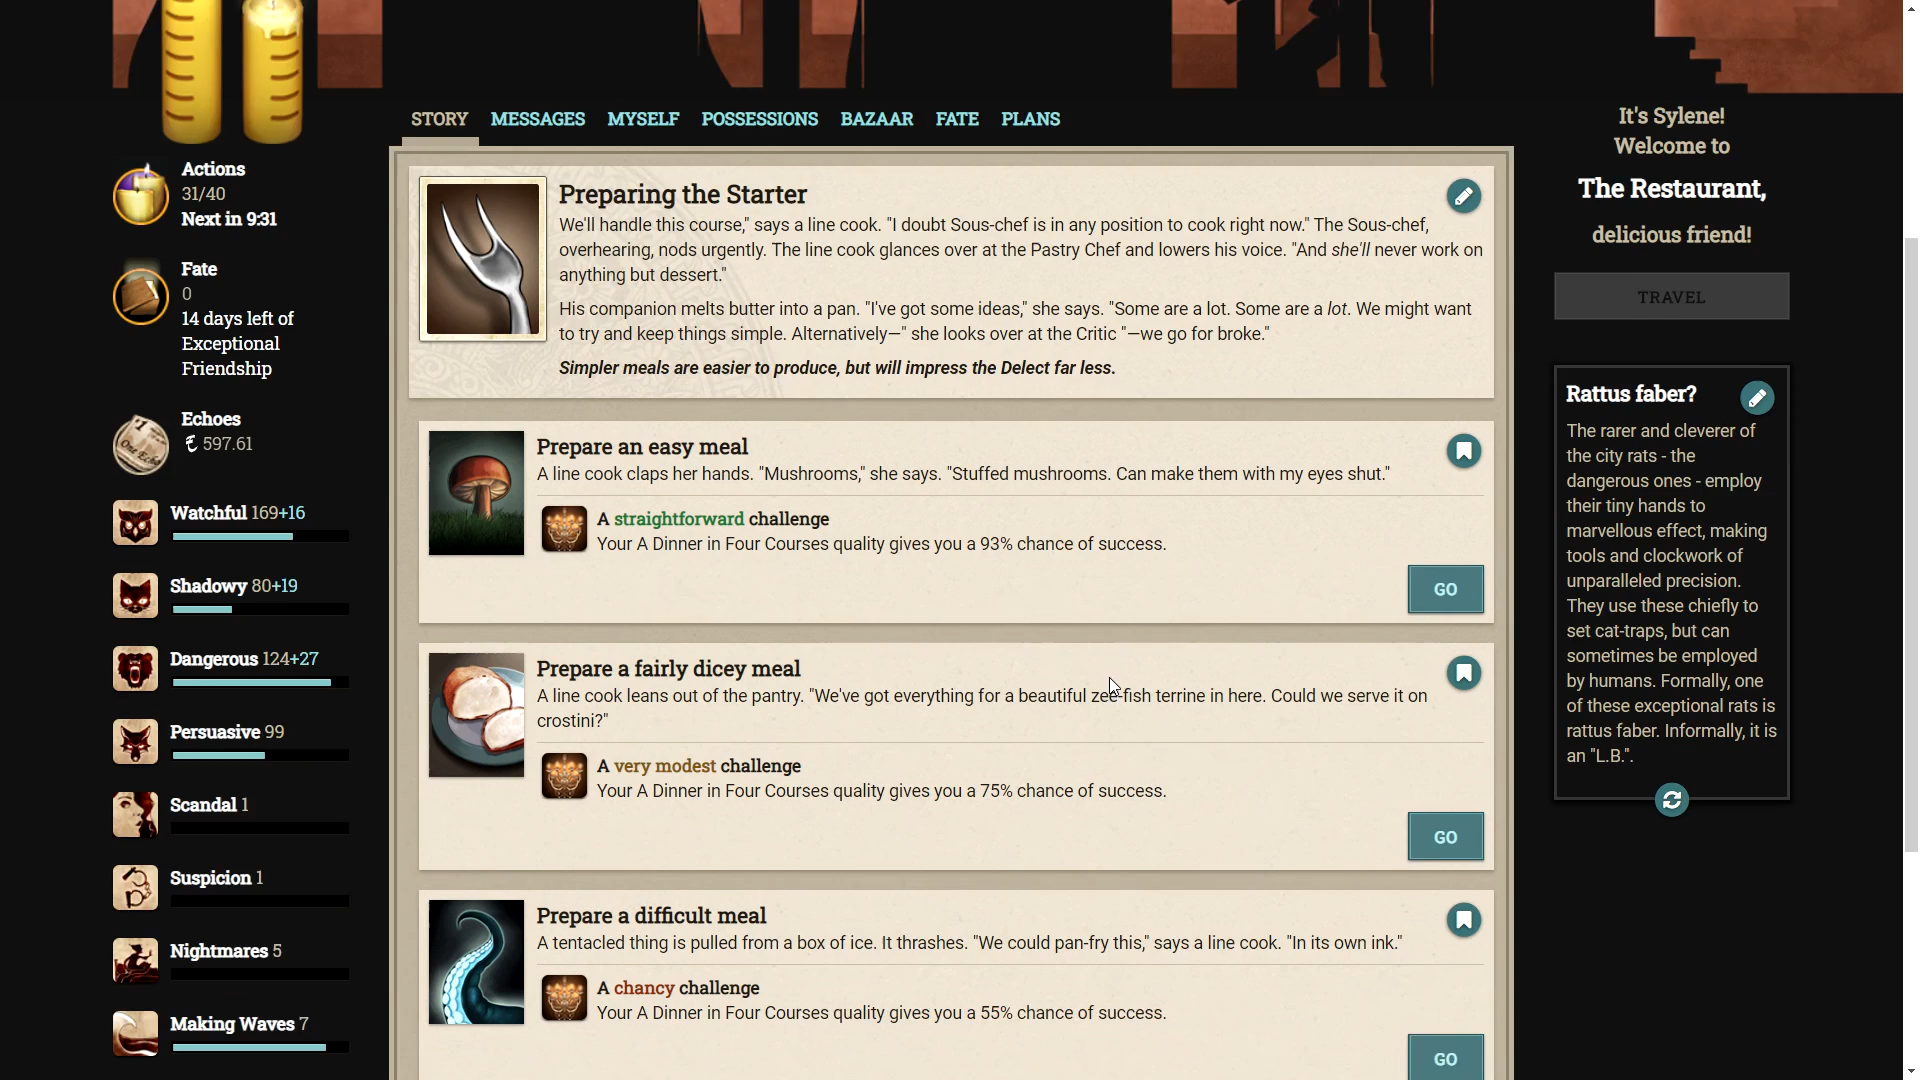 STORY MESSAGES MYSELF POSSESSIONS BAZAAR FATE PLANS
Actions
31/40
Next in 9:31
Fate
0
14 days left of
Exceptional
Friendship
Echoes
597.61
Watchful 169+16
Shadowy 80+19
Dangerous 124+27
Persuasive 99
Scandal 1
Suspicion 1
Nightmares 5
Making Waves 7
Preparing the Starter
We'll handle this course," says a line cook. "I doubt Sous-chef is in any position to cook right now." The Sous-chef,
overhearing, nods urgently. The line cook glances over at the Pastry Chef and lowers his voice. "And she'll never work on
anything but dessert."
His companion melts butter into a pan. "I've got some ideas," she says. "Some are a lot. Some are a lot. We might want
to try and keep things simple. Alternatively—" she looks over at the Critic "—we go for broke."
Simpler meals are easier to produce, but will impress the Delect far less.
Prepare an easy meal
A line cook claps her hands. "Mushrooms," she says. "Stuffed mushrooms. Can make them with my eyes shut."
A straightforward challenge
Your A Dinner in Four Courses quality gives you a 93% chance of success.
GO
Prepare a fairly dicey meal
A line cook leans out of the pantry. "We've got everything for a beautiful zee-fish terrine in here. Could we serve it on
crostini?"
A very modest challenge
Your A Dinner in Four Courses quality gives you a 75% chance of success.
GO
Prepare a difficult meal
A tentacled thing is pulled from a box of ice. It thrashes. "We could pan-fry this," says a line cook. "In its own ink."
A chancy challenge
Your A Dinner in Four Courses quality gives you a 55% chance of success.
GO
It's Sylene!
Welcome to
The Restaurant,
delicious friend!
TRAVEL
Rattus faber?
The rarer and cleverer of
the city rats - the
dangerous ones - employ
their tiny hands to
marvellous effect, making
tools and clockwork of
unparalleled precision.
They use these chiefly to
set cat-traps, but can
sometimes be employed
by humans. Formally, one
of these exceptional rats is
rattus faber. Informally, it is
an "L.B.".